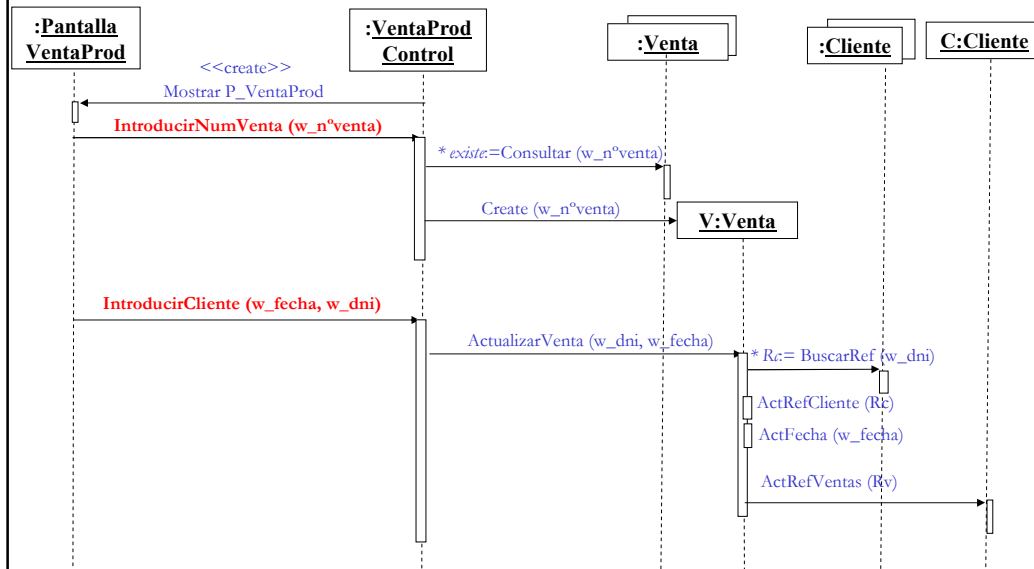 :Pantalla
VentaProd
:VentaProd
Control
:Venta
:Cliente
C:Cliente
<<create>>
Mostrar P_VentaProd
IntroducirNumVenta (w_nºventa)
* existe:=Consultar (w_nºventa)
Create (w_nºventa)
V:Venta
IntroducirCliente (w_fecha, w_dni)
ActualizarVenta (w_dni, w_fecha)
* Rc:= BuscarRef (w_dni)
ActRefCliente (Rc)
ActFecha (w_fecha)
ActRefVentas (Rv)